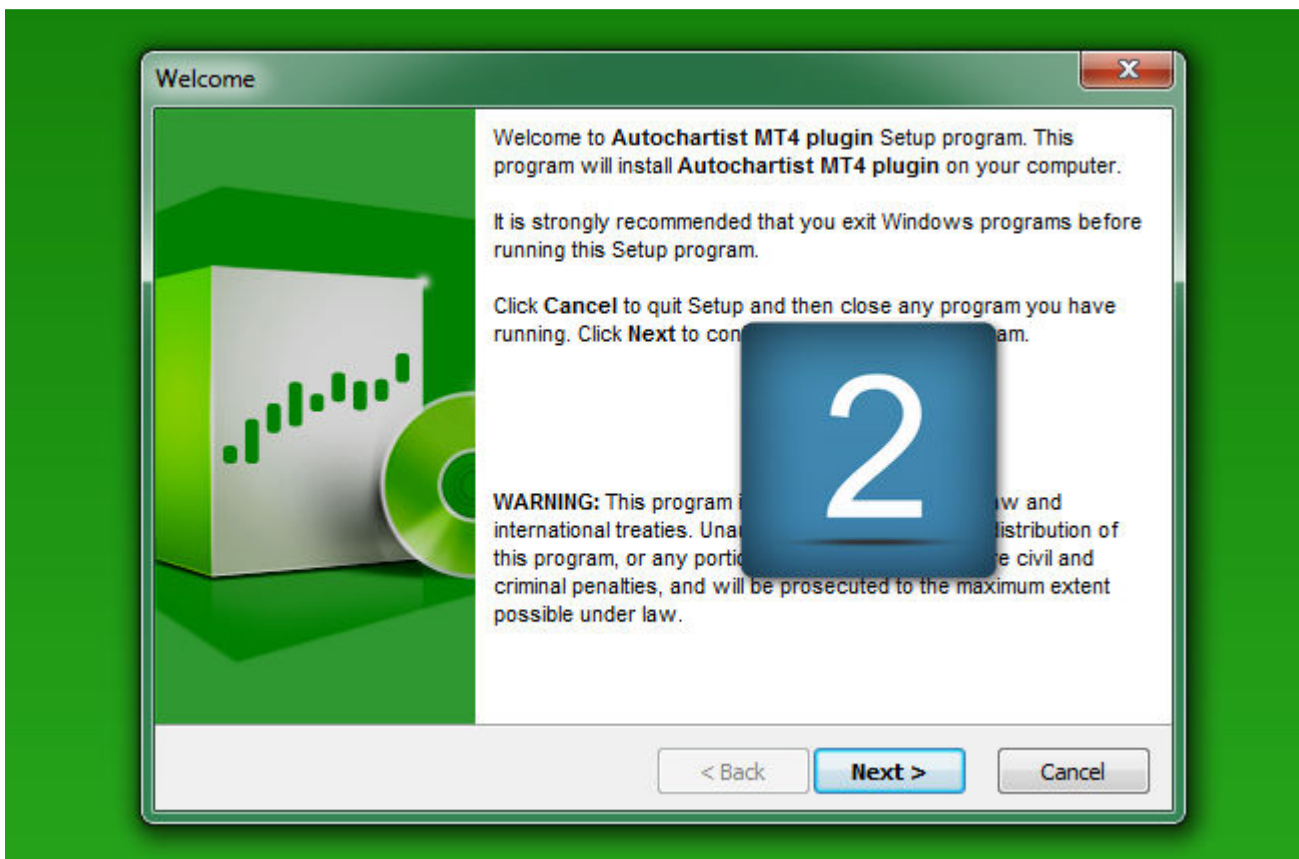 Welcome
Welcome to Autochartist MT4 plugin Setup program. This
program will install Autochartist MT4 plugin on your computer.
It is strongly recommended that you exit Windows programs before
running this Setup program.
Click Cancel to quit Setup and then close any program you have
running. Click Next to
2
WARNING: This program and
international treaties. distribution of
this program, or any civil and
criminal penalties, and will be prosecuted to the maximum extent
possible under law.
< Back Next > Cancel